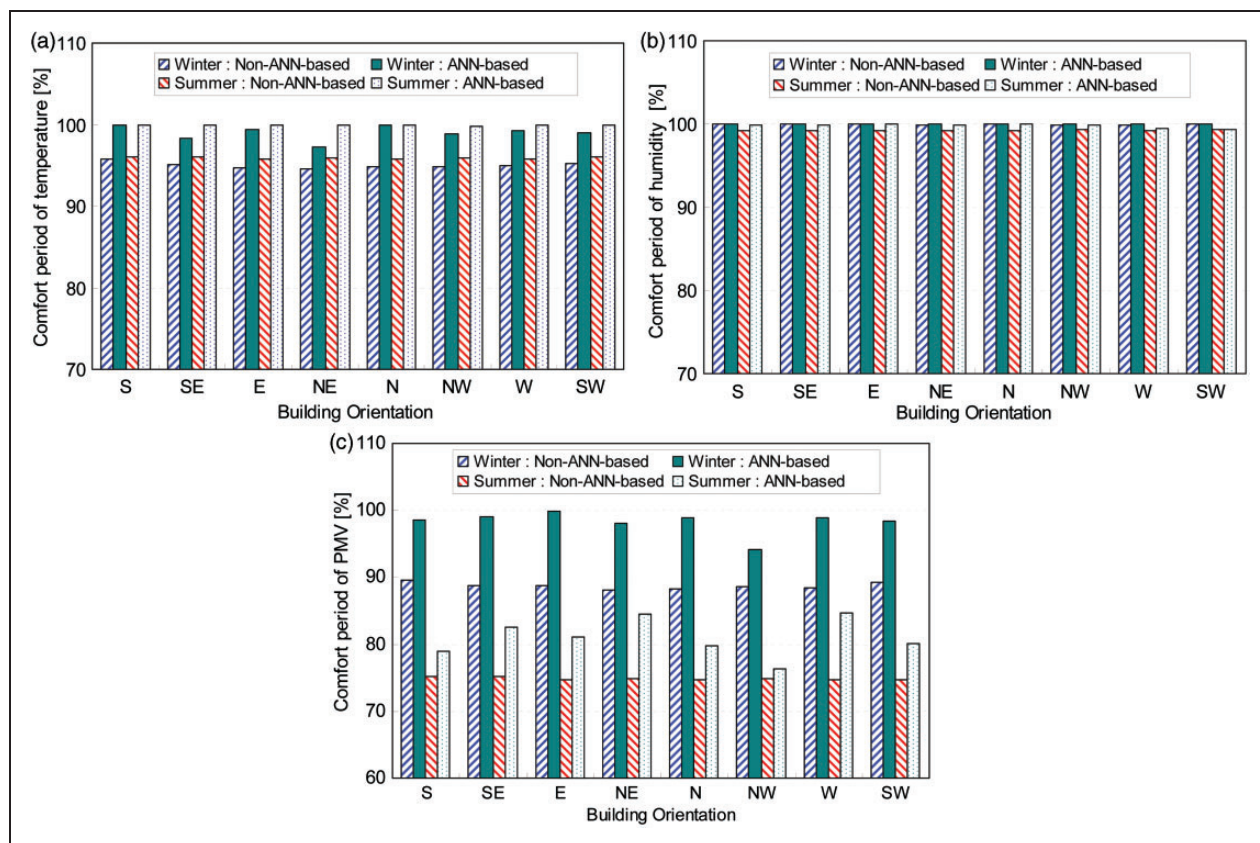 (a)
110
Winter : Non-ANN-based Winter : ANN-based
Summer : Non-ANN-based Summer : ANN-based
100
90
80
70
Comfort period of temperature [%]
S SE E NE N NW W SW
Building Orientation
(b)
110
Winter : Non-ANN-based Winter : ANN-based
Summer : Non-ANN-based Summer : ANN-based
100
90
80
70
Comfort period of humidity [%]
S SE E NE N NW W SW
Building Orientation
(c)
110
Winter : Non-ANN-based Winter : ANN-based
Summer : Non-ANN-based Summer : ANN-based
100
90
80
70
60
Comfort period of PMV [%]
S SE E NE N NW W SW
Building Orientation